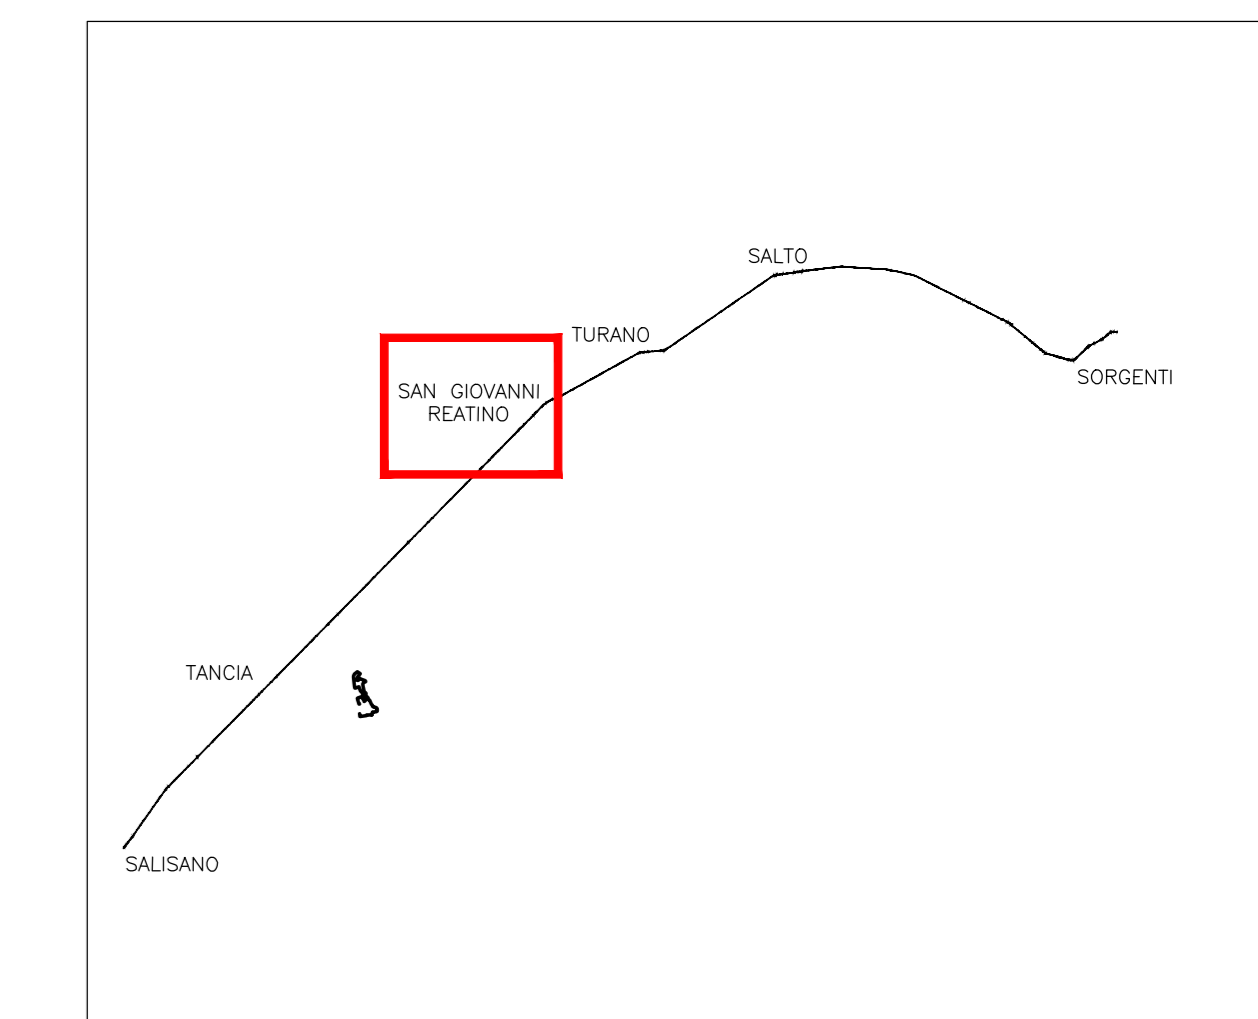 SALTO
TURANO
SORGENTI
SAN GIOVANNI
REATINO
TANCIA
SALISANO